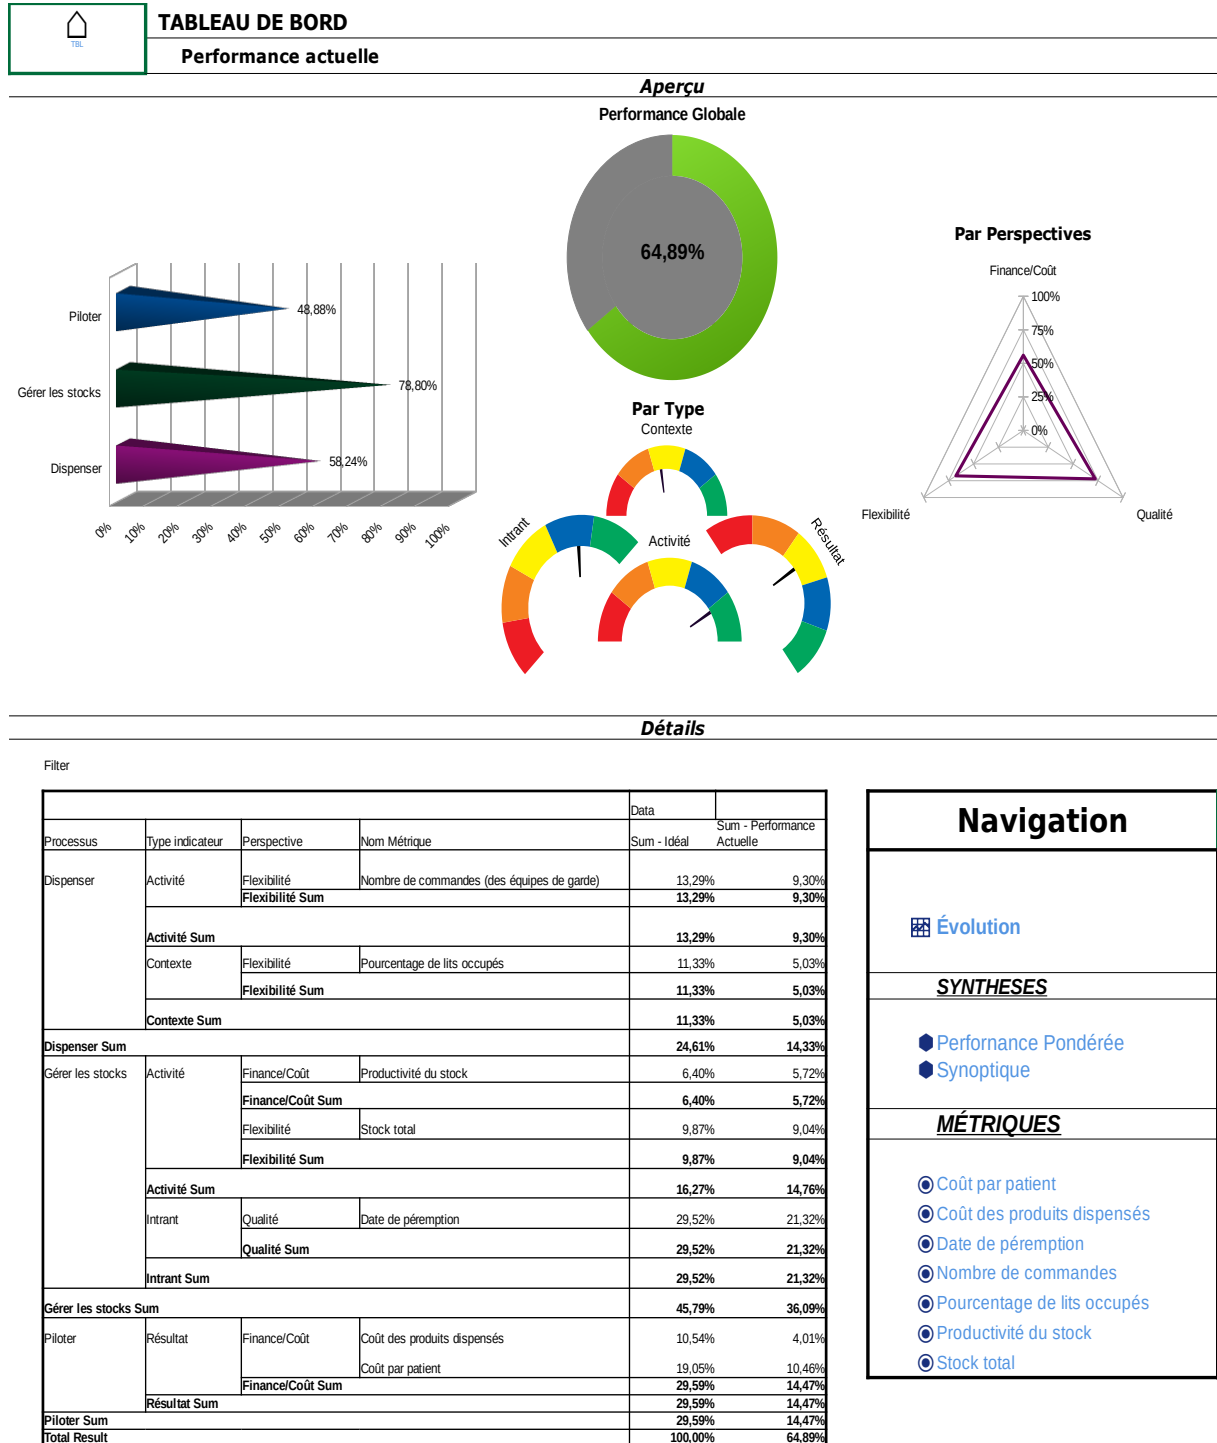 TBL
TABLEAU DE BORD
Performance actuelle
Aperçu
Performance Globale
64,89%
Piloter
48,88%
Gérer les stocks
78,80%
Dispenser
58,24%
0% 10% 20% 30% 40% 50% 60% 70% 80% 90% 100%
Par Type
Contexte
Intrant
Activité
Résultat
Par Perspectives
Finance/Coût
100%
75%
50%
25%
0%
Flexibilité
Qualité
Détails
Filter
Data
Processus Type indicateur Perspective Nom Métrique Sum - Idéal Sum - Performance Actuelle
Dispenser Activité Flexibilité Nombre de commandes (des équipes de garde) 13,29% 9,30%
Flexibilité Sum 13,29% 9,30%
Activité Sum 13,29% 9,30%
Contexte Flexibilité Pourcentage de lits occupés 11,33% 5,03%
Flexibilité Sum 11,33% 5,03%
Contexte Sum 11,33% 5,03%
Dispenser Sum 24,61% 14,33%
Gérer les stocks Activité Finance/Coût Productivité du stock 6,40% 5,72%
Finance/Coût Sum 6,40% 5,72%
Flexibilité Stock total 9,87% 9,04%
Flexibilité Sum 9,87% 9,04%
Activité Sum 16,27% 14,76%
Intrant Qualité Date de péremption 29,52% 21,32%
Qualité Sum 29,52% 21,32%
Intrant Sum 29,52% 21,32%
Gérer les stocks Sum 45,79% 36,09%
Piloter Résultat Finance/Coût Coût des produits dispensés 10,54% 4,01%
Coût par patient 19,05% 10,46%
Finance/Coût Sum 29,59% 14,47%
Résultat Sum 29,59% 14,47%
Piloter Sum 29,59% 14,47%
Total Result 100,00% 64,89%
Navigation
Évolution
SYNTHESES
Perfornance Pondérée
Synoptique
MÉTRIQUES
Coût par patient
Coût des produits dispensés
Date de péremption
Nombre de commandes
Pourcentage de lits occupés
Productivité du stock
Stock total